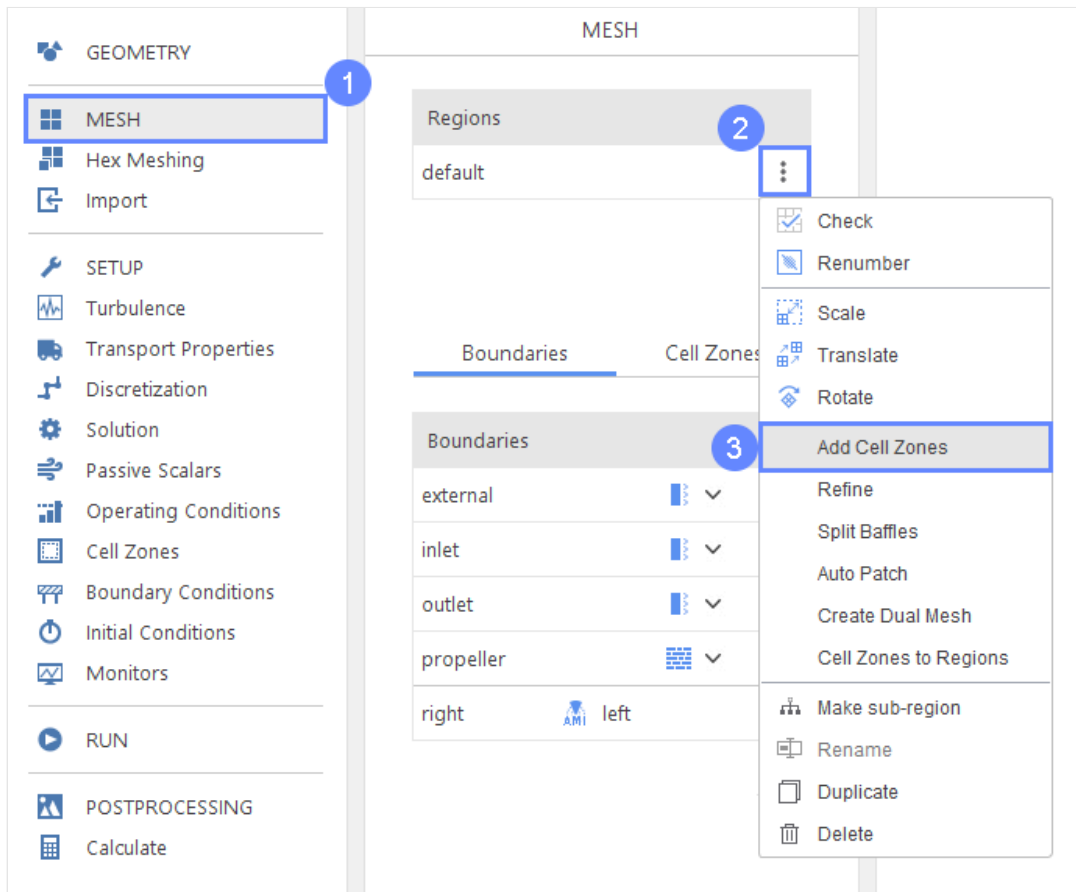 GEOMETRY
1
MESH
Hex Meshing
Import
SETUP
Turbulence
Transport Properties
Discretization
Solution
Passive Scalars
Operating Conditions
Cell Zones
Boundary Conditions
Initial Conditions
Monitors
RUN
POSTPROCESSING
Calculate
MESH
Regions
2
default
Boundaries Cell Zones
Boundaries
external
inlet
outlet
propeller
right AMI left
Check
Renumber
Scale
Translate
Rotate
3 Add Cell Zones
Refine
Split Baffles
Auto Patch
Create Dual Mesh
Cell Zones to Regions
Make sub-region
Rename
Duplicate
Delete